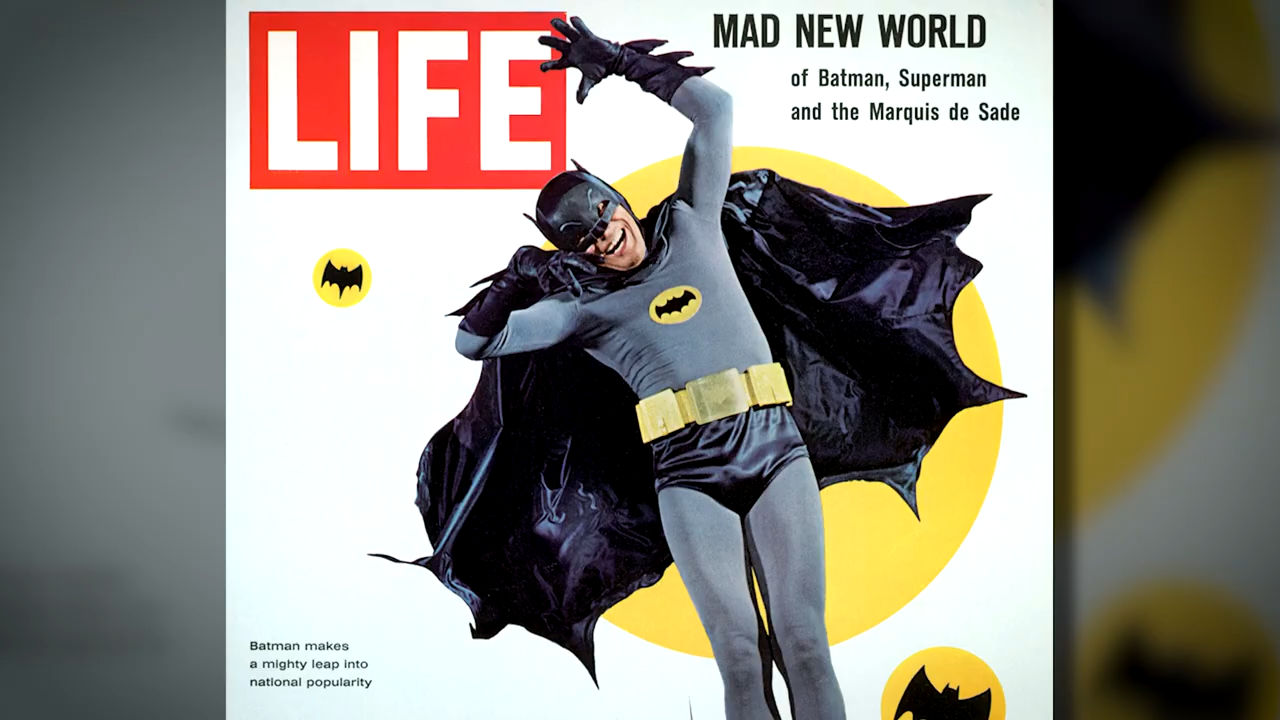 LIFE
MAD NEW WORLD
of Batman, Superman
and the Marquis de Sade
Batman makes
a mighty leap into
national popularity